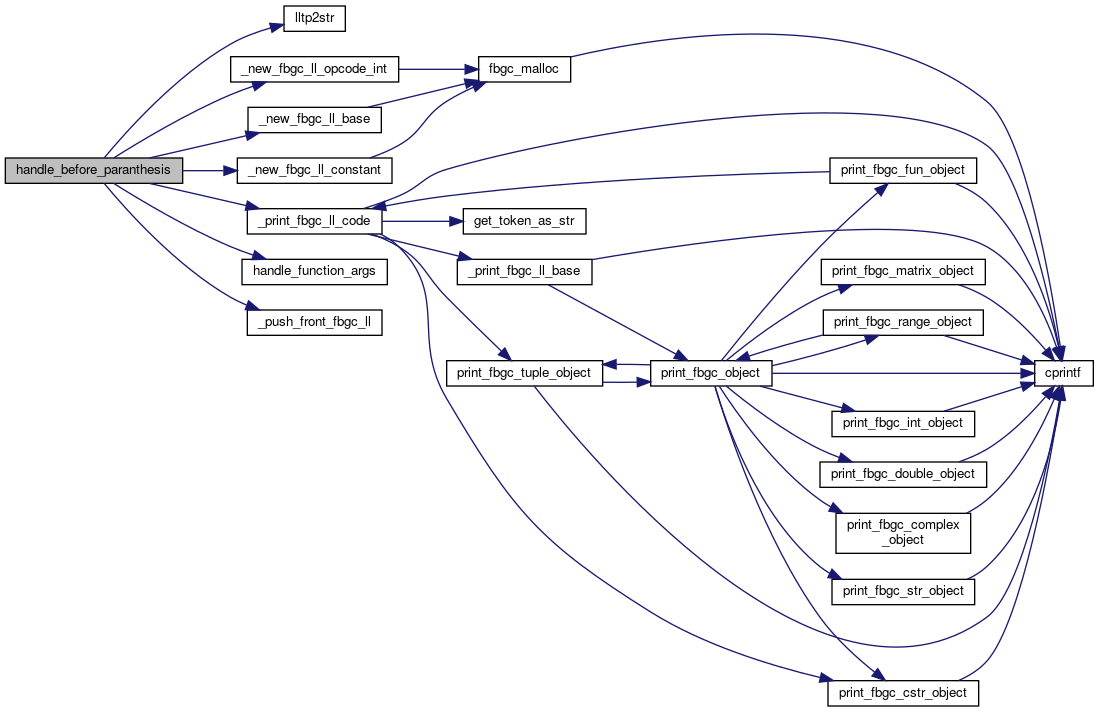 lltp2str
_new_fbgc_ll_opcode_int
fbgc_malloc
_new_fbgc_ll_base
handle_before_paranthesis
_new_fbgc_ll_constant
print_fbgc_fun_object
_print_fbgc_ll_code
get_token_as_str
handle_function_args
_print_fbgc_ll_base
print_fbgc_matrix_object
_push_front_fbgc_ll
print_fbgc_range_object
print_fbgc_tuple_object
print_fbgc_object
cprintf
print_fbgc_int_object
print_fbgc_double_object
print_fbgc_complex
_object
print_fbgc_str_object
print_fbgc_cstr_object